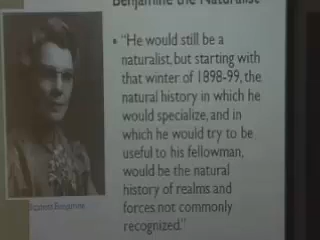 Benjamine the Naturalist
• "He would still be a
naturalist, but starting with
that winter of 1898-99, the
natural history in which he
would specialize, and in
which he would try to be
useful to his fellowman,
would be the natural
history of realms and
forces not commonly
recognized."
Benjamine